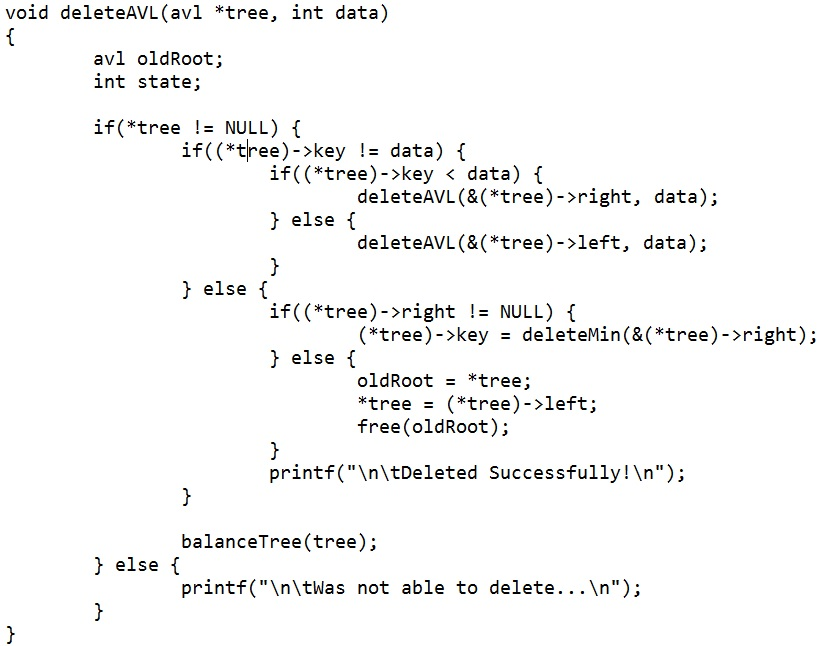 void deleteAVL(avl *tree, int data)
{
        avl oldRoot;
        int state;

        if(*tree != NULL) {
                if((*tree)->key != data) {
                        if((*tree)->key < data) {
                                deleteAVL(&(*tree)->right, data);
                        } else {
                                deleteAVL(&(*tree)->left, data);
                        }
                } else {
                        if((*tree)->right != NULL) {
                                (*tree)->key = deleteMin(&(*tree)->right);
                        } else {
                                oldRoot = *tree;
                                *tree = (*tree)->left;
                                free(oldRoot);
                        }
                        printf("\n\tDeleted Successfully!\n");
                }

                balanceTree(tree);
        } else {
                printf("\n\tWas not able to delete...\n");
        }
}